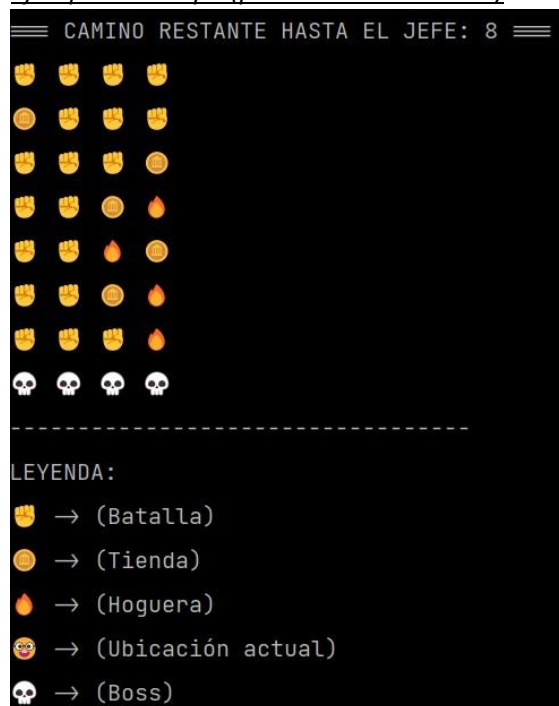 ═══ CAMINO RESTANTE HASTA EL JEFE: 8 ═══
✊ ✊ ✊ ✊
🪙 ✊ ✊ ✊
✊ ✊ ✊ 🪙
✊ ✊ 🪙 🔥
✊ ✊ 🔥 🪙
✊ ✊ 🪙 🔥
✊ ✊ ✊ 🔥
💀 💀 💀 💀
----------------------------------
LEYENDA:
✊ → (Batalla)
🪙 → (Tienda)
🔥 → (Hoguera)
🤓 → (Ubicación actual)
💀 → (Boss)